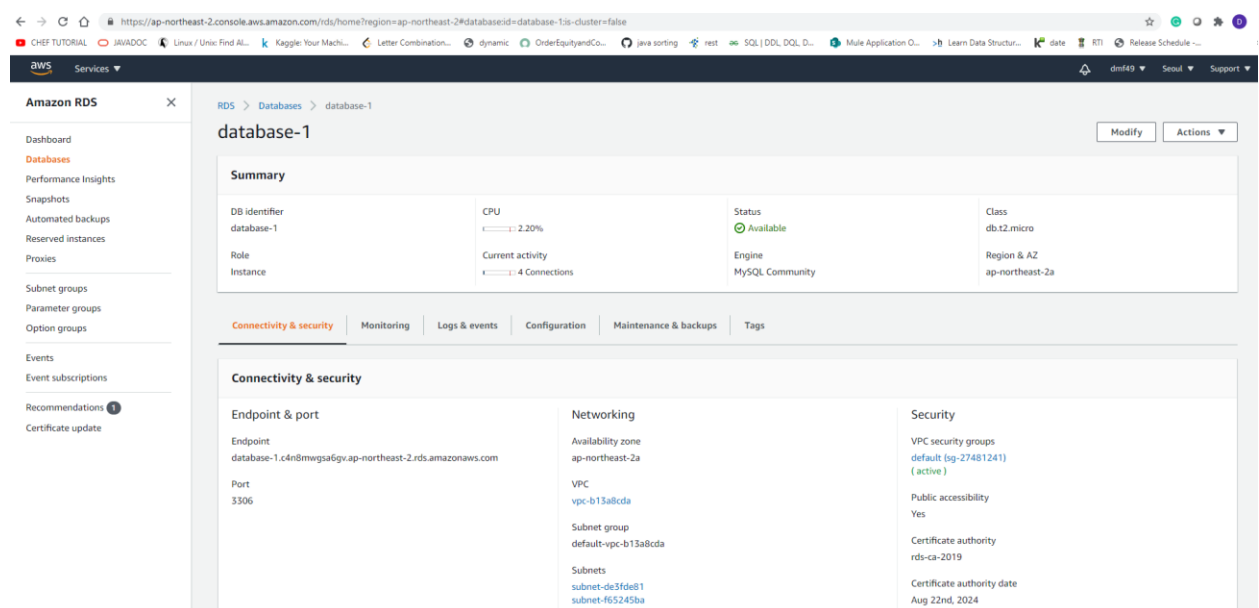 https://ap-northeast-2.console.aws.amazon.com/rds/home?region=ap-northeast-2#database:id=database-1;is-cluster=false
CHEF TUTORIAL JAVADOC Linux / Unix: Find Al... Kaggle: Your Machi... Letter Combination... dynamic OrderEquityandCo... java sorting rest SQL | DDL, DQL, D... Mule Application O... Learn Data Structur... date RTI Release Schedule -...
aws Services ▼ dmf49 ▼ Seoul ▼ Support ▼
Amazon RDS
Dashboard
Databases
Performance Insights
Snapshots
Automated backups
Reserved instances
Proxies
Subnet groups
Parameter groups
Option groups
Events
Event subscriptions
Recommendations 1
Certificate update
RDS > Databases > database-1
database-1
Modify Actions ▼
Summary
DB identifier
database-1
CPU
2.20%
Status
Available
Class
db.t2.micro
Role
Instance
Current activity
4 Connections
Engine
MySQL Community
Region & AZ
ap-northeast-2a
Connectivity & security Monitoring Logs & events Configuration Maintenance & backups Tags
Connectivity & security
Endpoint & port
Endpoint
database-1.c4n8mwgsa6gv.ap-northeast-2.rds.amazonaws.com
Port
3306
Networking
Availability zone
ap-northeast-2a
VPC
vpc-b13a8cda
Subnet group
default-vpc-b13a8cda
Subnets
subnet-de3fde81
subnet-f65245ba
Security
VPC security groups
default (sg-27481241)
( active )
Public accessibility
Yes
Certificate authority
rds-ca-2019
Certificate authority date
Aug 22nd, 2024